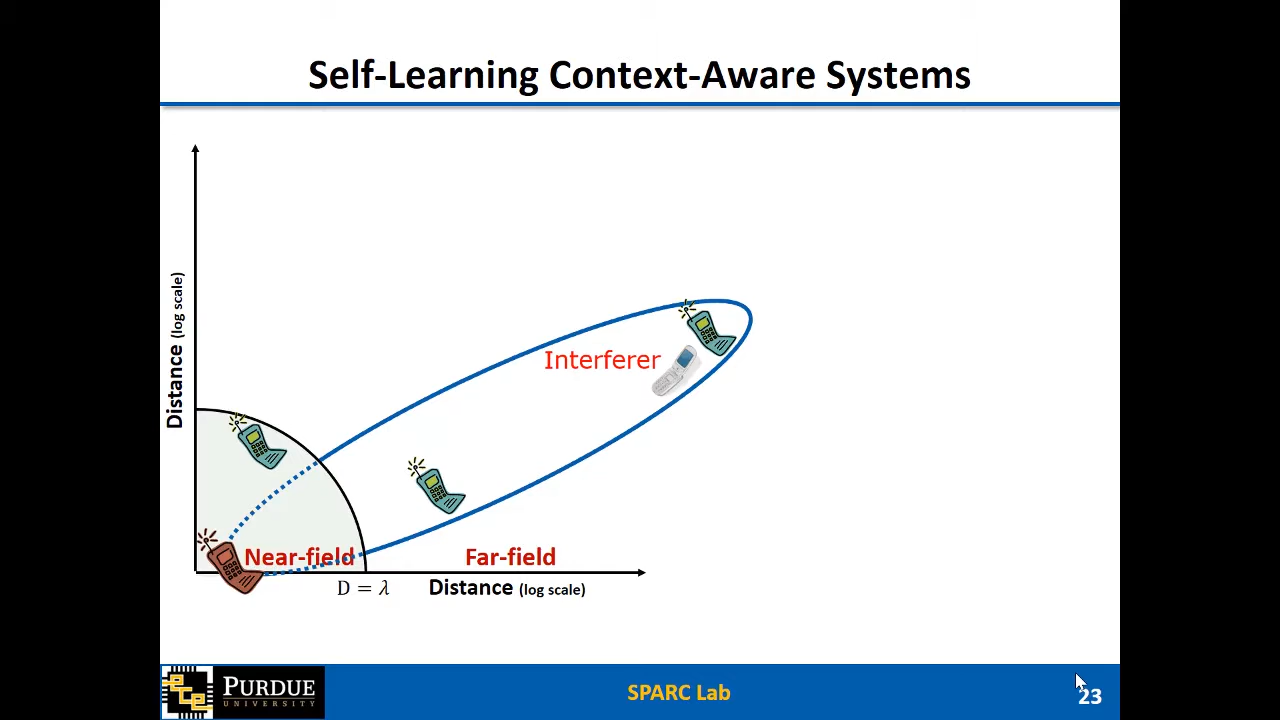 Self-Learning Context-Aware Systems
Distance (log scale)
Interferer
Near-field
Far-field
D = λ
Distance (log scale)
ece
PURDUE
UNIVERSITY
SPARC Lab
23